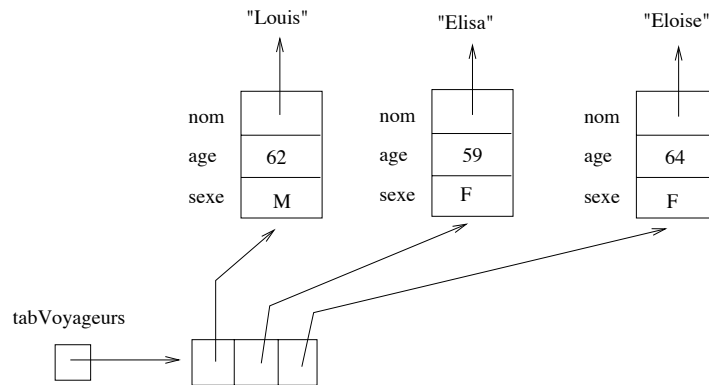 "Louis" "Elisa" "Eloise"
nom nom nom
age 62 age 59 age 64
sexe M sexe F sexe F
tabVoyageurs